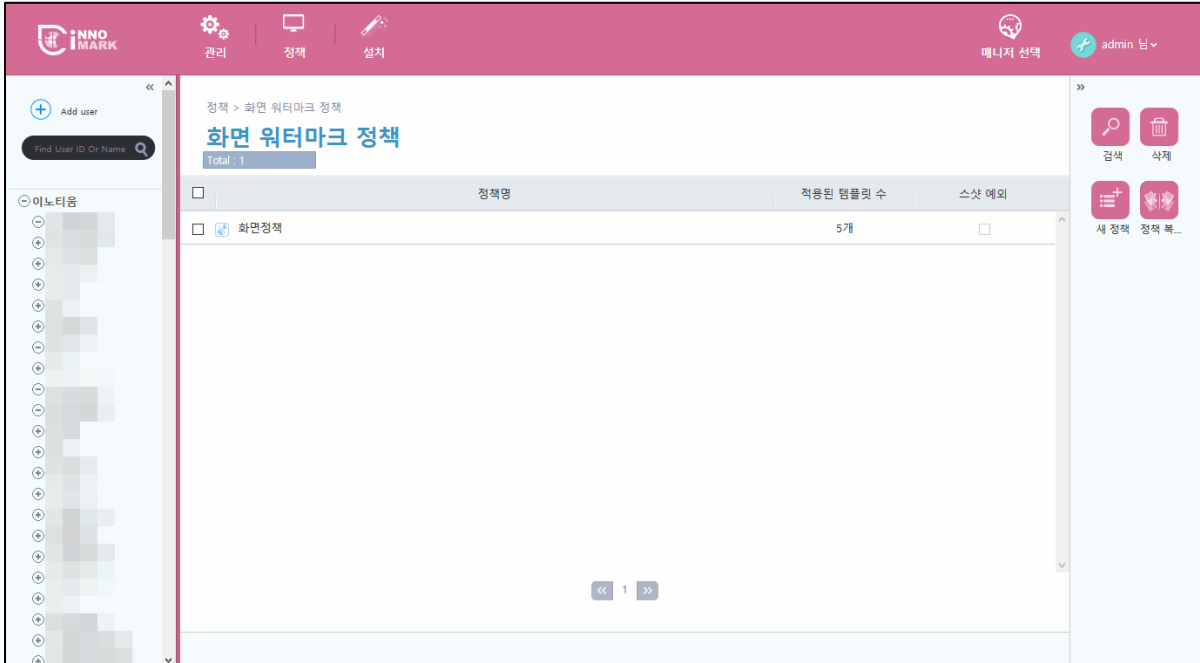 INNO
MARK
관리
정책
설치
매니저 선택
admin 님
«
Add user
Find User ID Or Name
이노티움
정책 > 화면 워터마크 정책
화면 워터마크 정책
Total : 1
정책명
적용된 템플릿 수
스샷 예외
화면정책
5개
« 1 »
»
검색
삭제
새 정책
정책 복...